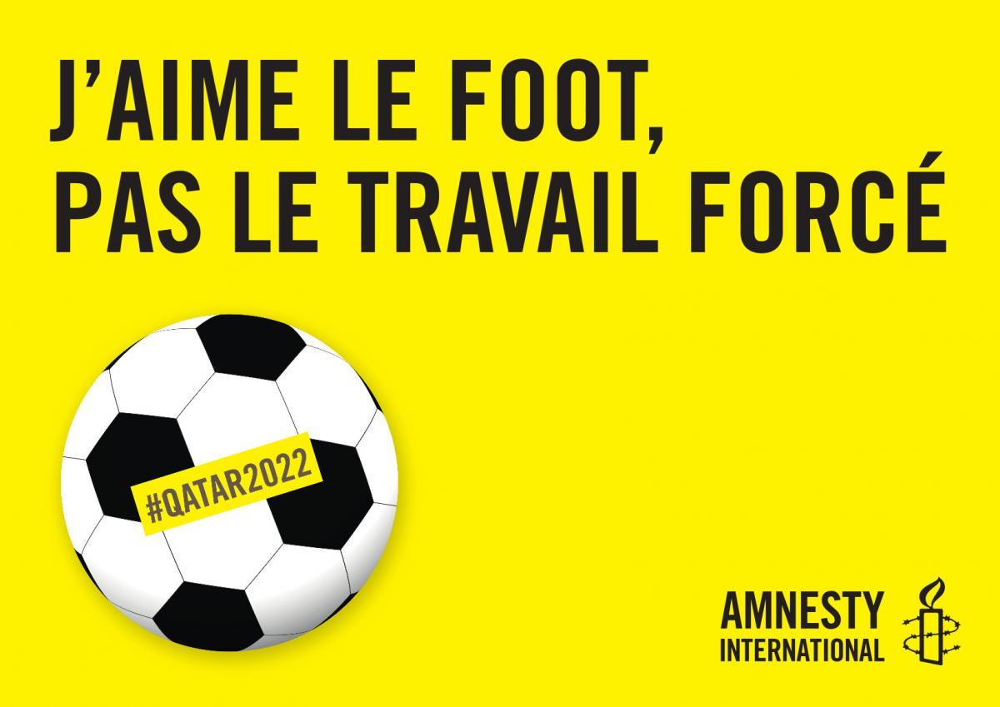 J’AIME LE FOOT,
PAS LE TRAVAIL FORCÉ
#QATAR2022
AMNESTY
INTERNATIONAL